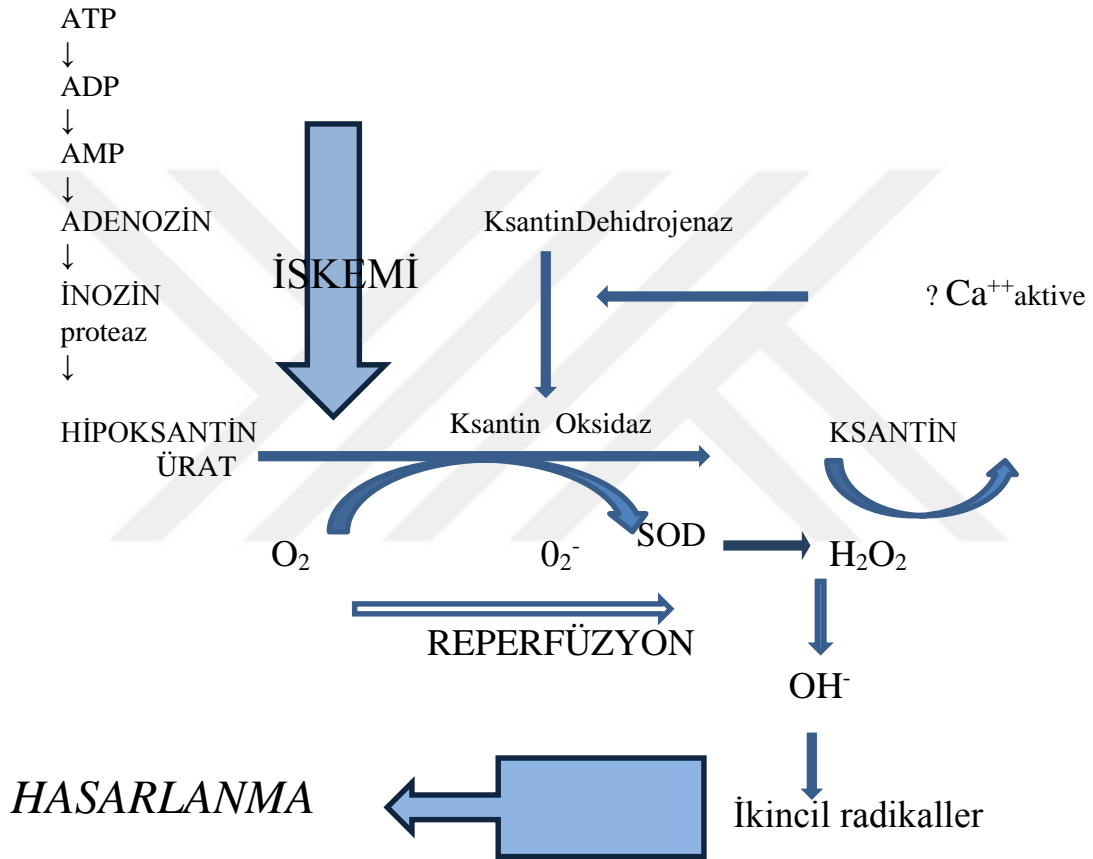 ATP
↓
ADP
↓
AMP
↓
ADENOZİN
↓
İNOZİN
proteaz
↓
HİPOKSANTİN
ÜRAT
İSKEMİ
KsantinDehidrojenaz
? Ca⁺⁺aktive
Ksantin Oksidaz
KSANTİN
O₂
0₂⁻
SOD
H₂O₂
REPERFÜZYON
OH⁻
HASARLANMA
İkincil radikaller